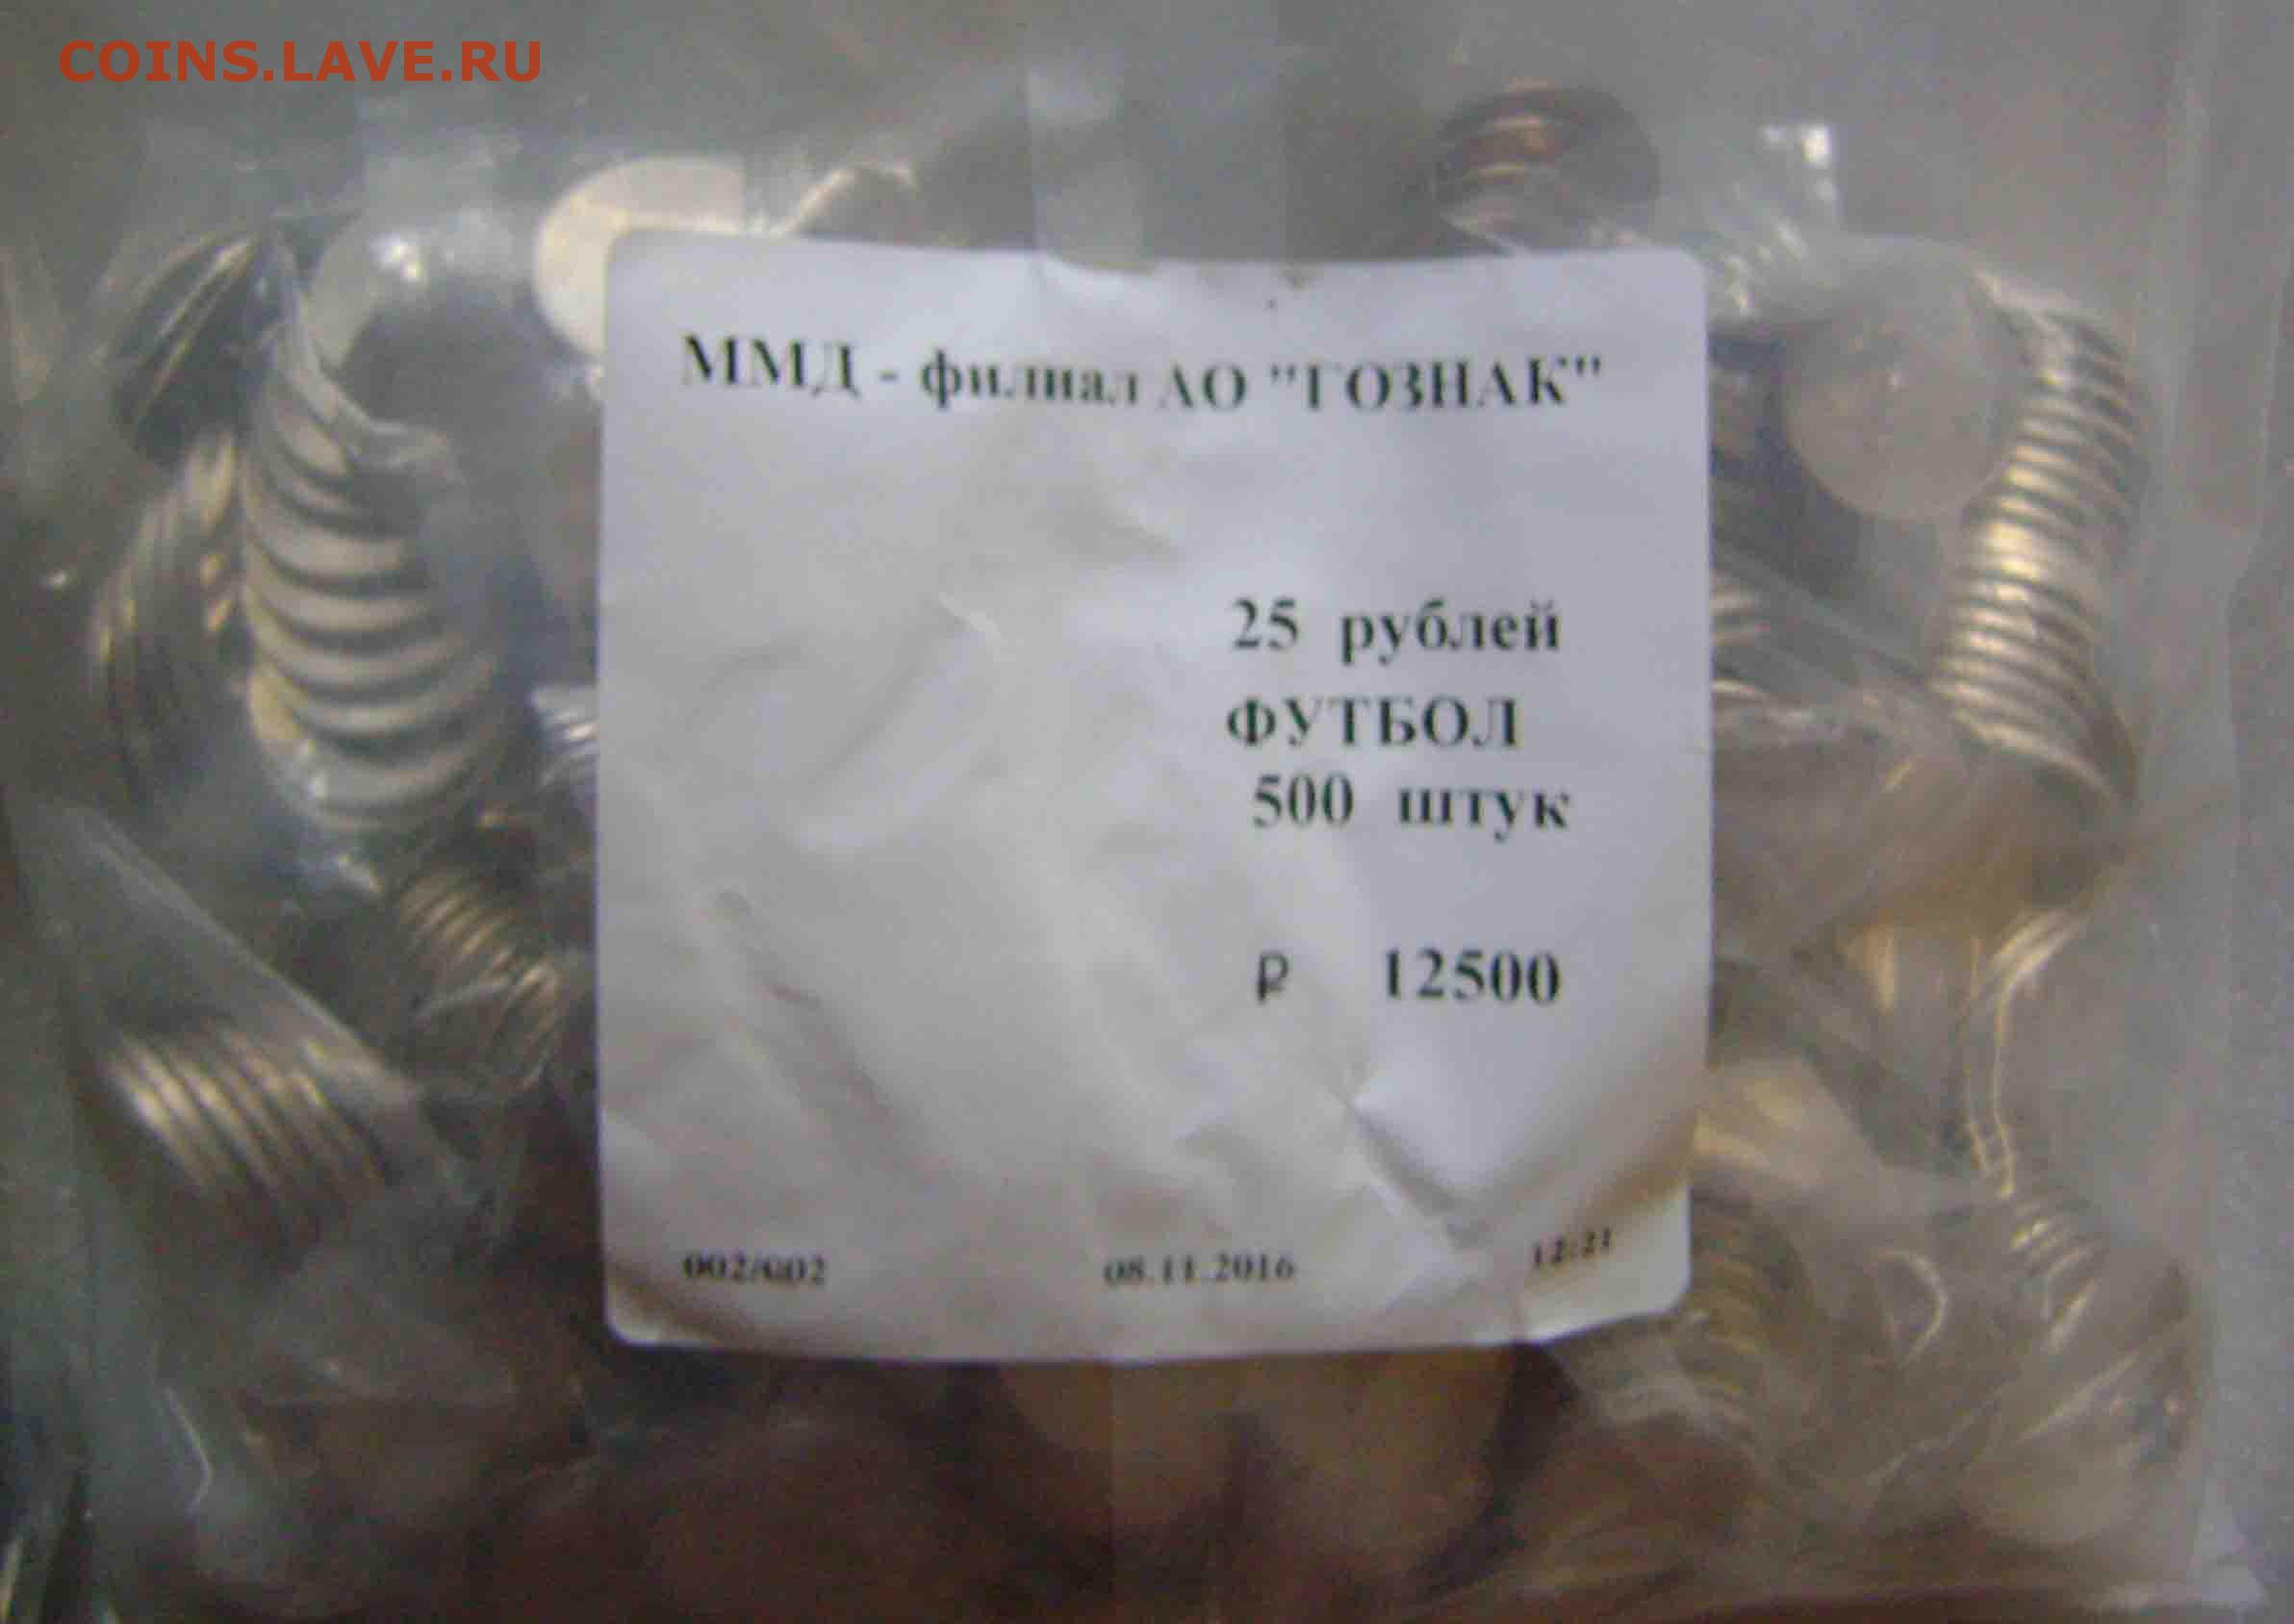 COINS.LAVE.RU
ММД - филиал АО "ГОЗНАК"
25 рублей
ФУТБОЛ
500 штук
₽ 12500
002/002 08.11.2016 12:21